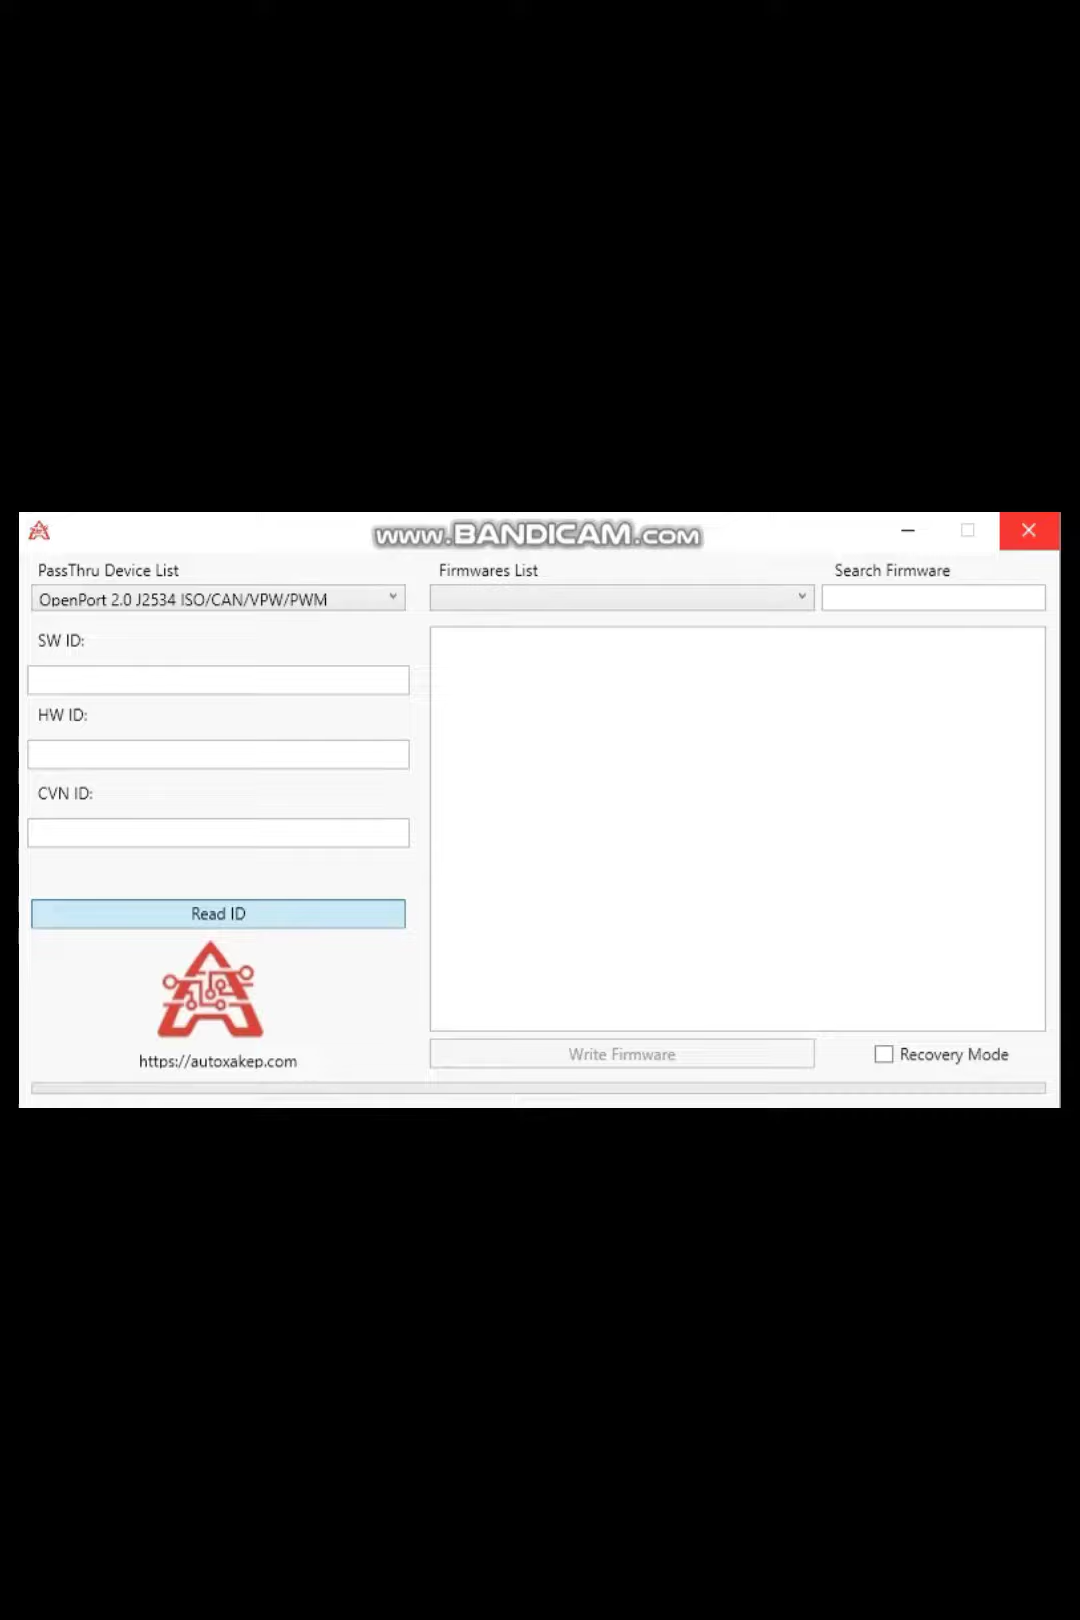 www.BANDICAM.com
PassThru Device List
Firmwares List
Search Firmware
OpenPort 2.0 J2534 ISO/CAN/VPW/PWM
SW ID:
HW ID:
CVN ID:
Read ID
https://autoxakep.com
Write Firmware
Recovery Mode